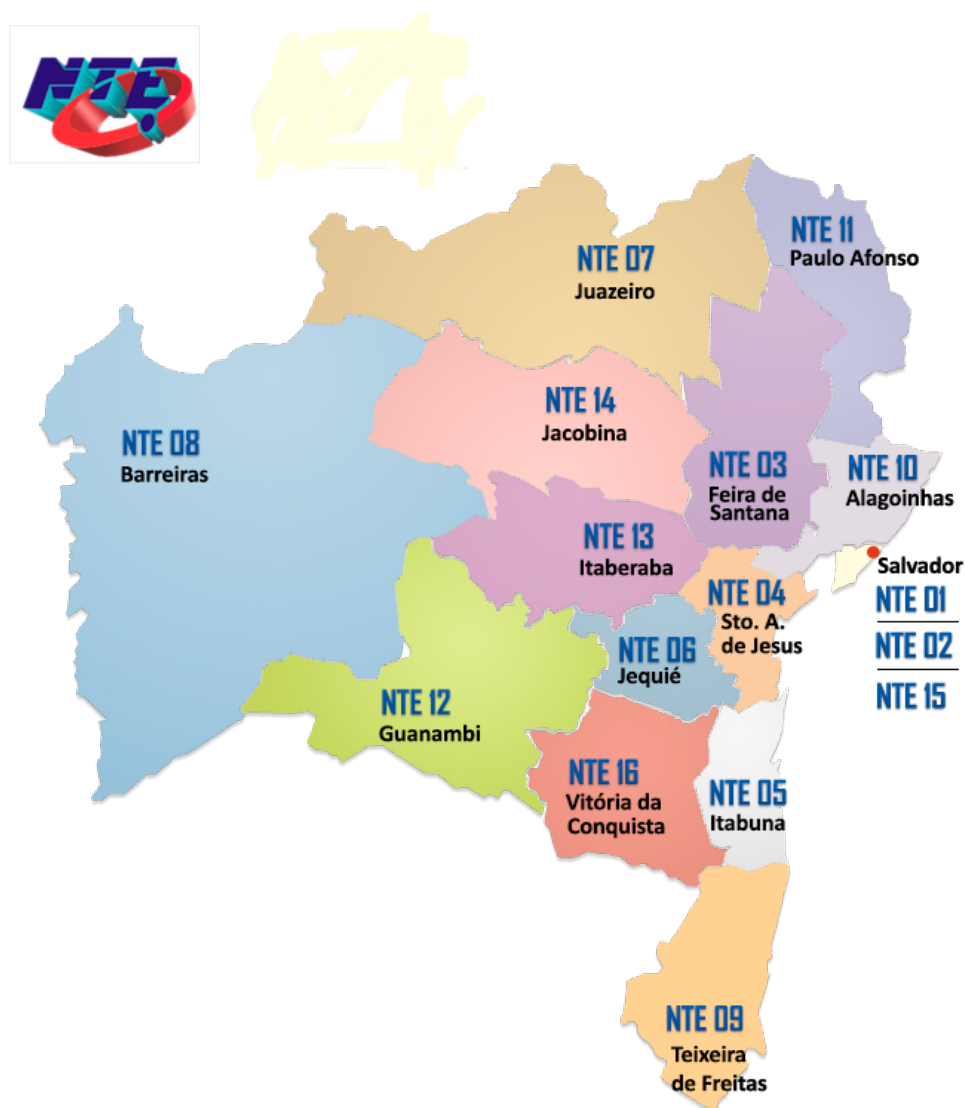 NTE
NTE 11
Paulo Afonso
NTE 07
Juazeiro
NTE 14
Jacobina
NTE 08
Barreiras
NTE 03
Feira de
Santana
NTE 10
Alagoinhas
NTE 13
Itaberaba
Salvador
NTE 01
NTE 02
NTE 15
NTE 04
Sto. A.
de Jesus
NTE 06
Jequié
NTE 12
Guanambi
NTE 16
Vitória da
Conquista
NTE 05
Itabuna
NTE 09
Teixeira
de Freitas